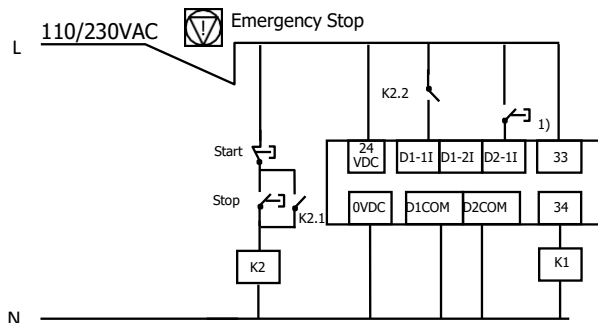 110/230VAC
Emergency Stop
L
K2.2
1)
Start
24
VDC
D1-1I
D1-2I
D2-1I
33
Stop
K2.1
0VDC
D1COM
D2COM
34
K2
K1
N